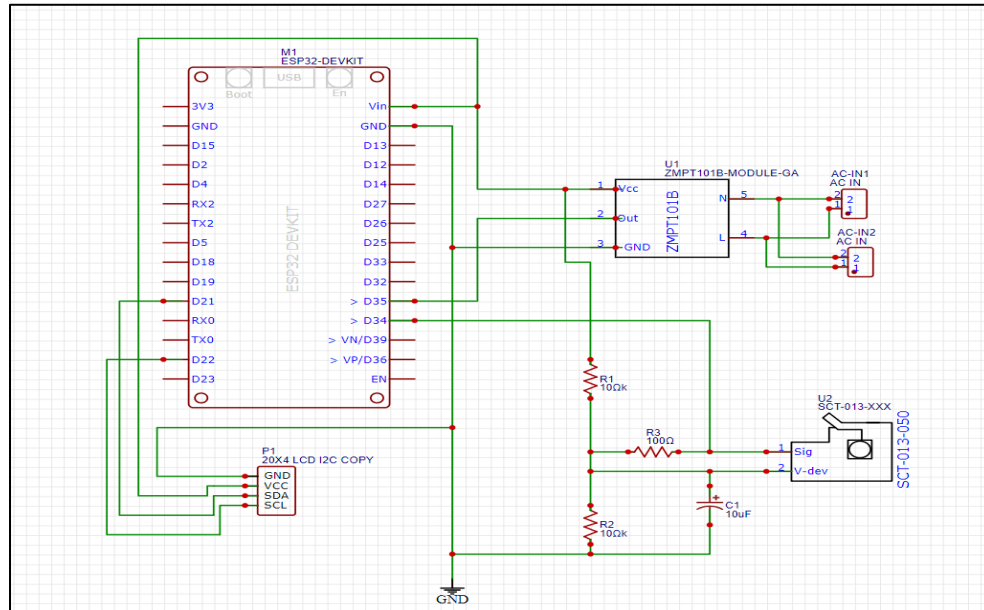 M1
ESP32-DEVKIT
Boot
USB
En
3V3
GND
D15
D2
D4
RX2
TX2
D5
D18
D19
D21
RX0
TX0
D22
D23
ESP32 DEVKIT
Vin
GND
D13
D12
D14
D27
D26
D25
D33
D32
> D35
> D34
> VN/D39
> VP/D36
EN
U1
ZMPT101B-MODULE-GA
1 Vcc
2 Out
3 GND
ZMPT101B
N 5
L 4
AC-IN1
AC IN
2 2
1 1
AC-IN2
AC IN
2 2
1 1
R1
10Ωk
R3
100Ω
R2
10Ωk
C1
10uF
+
U2
SCT-013-XXX
1 Sig
2 V-dev
SCT-013-050
P1
20X4 LCD I2C COPY
GND
VCC
SDA
SCL
GND